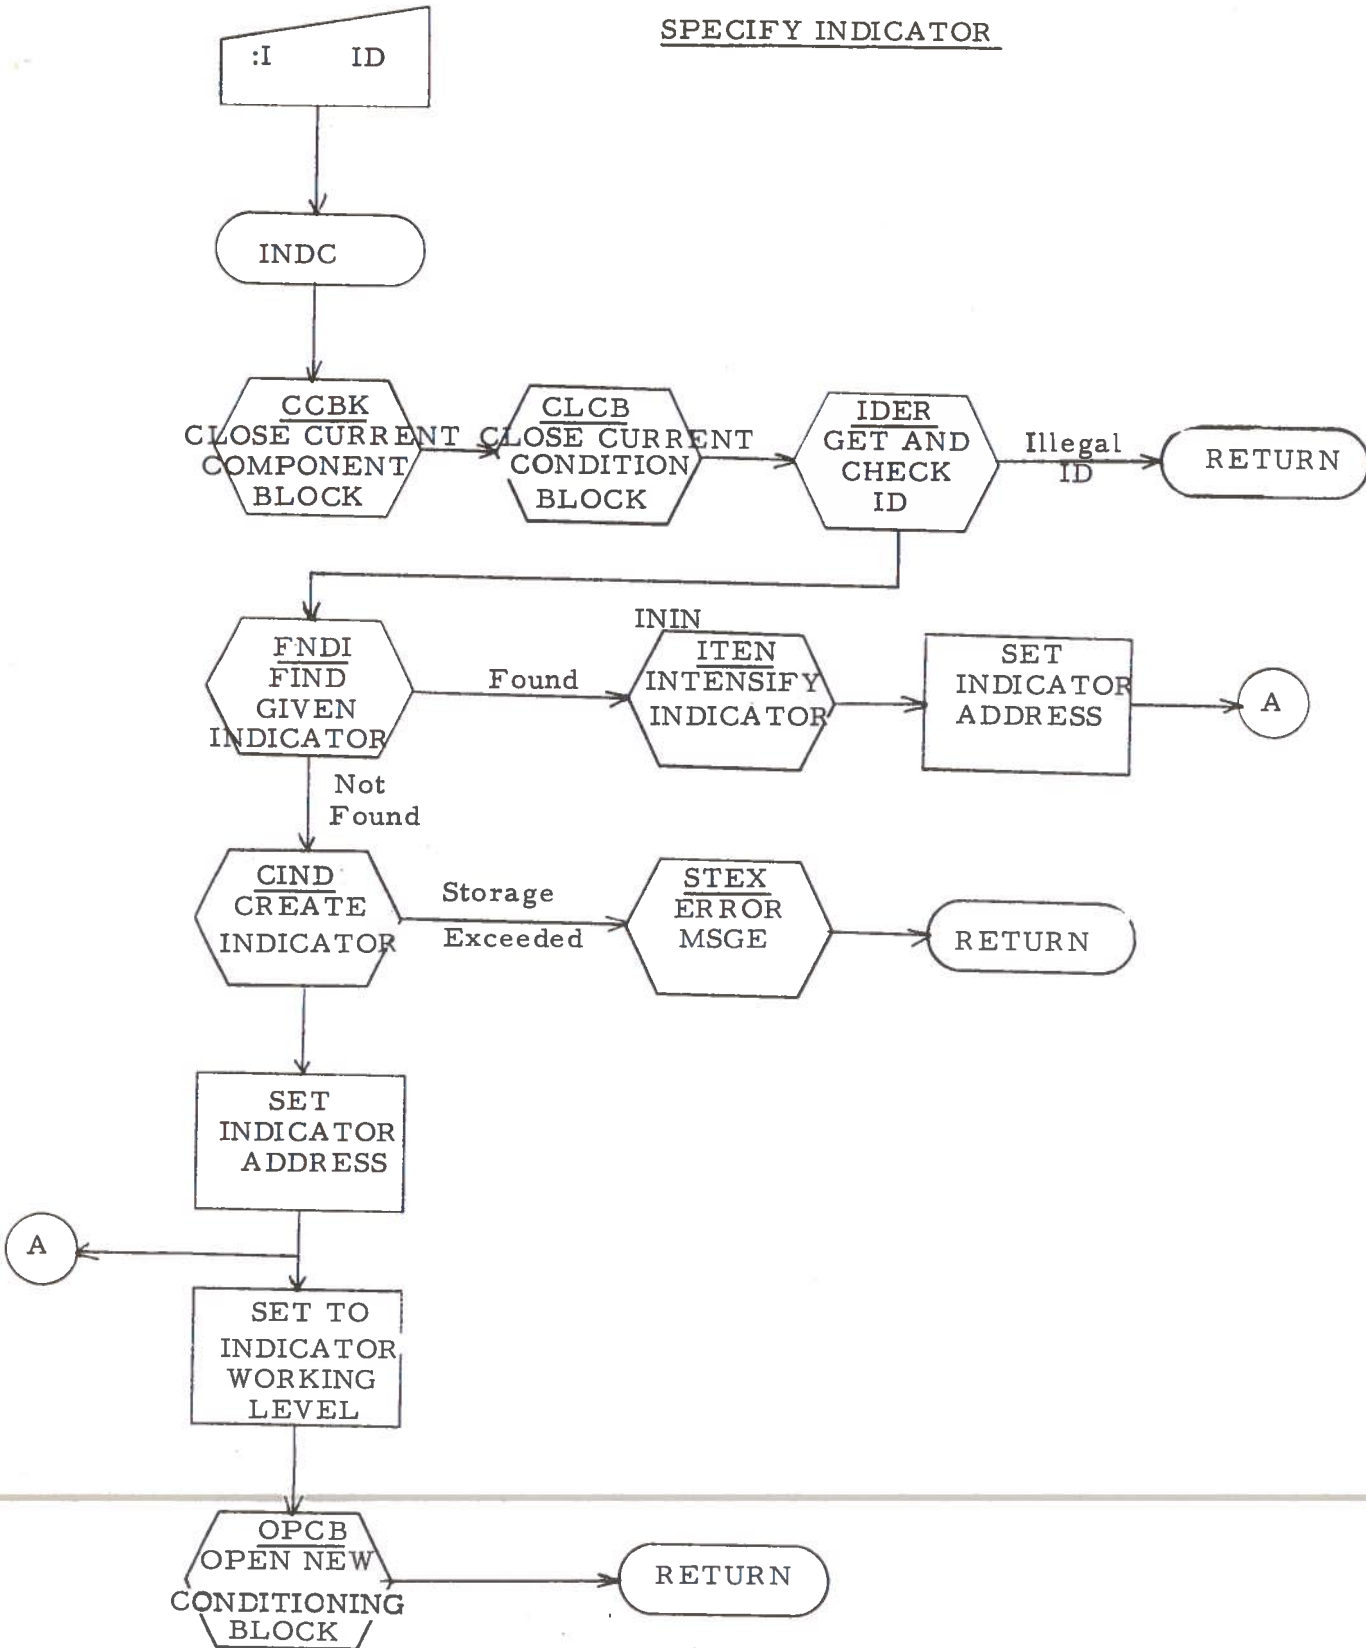 SPECIFY INDICATOR
:I ID
INDC
CCBK
CLOSE CURRENT
COMPONENT
BLOCK
CLCB
CLOSE CURRENT
CONDITION
BLOCK
IDER
GET AND
CHECK
ID
Illegal
ID
RETURN
FNDI
FIND
GIVEN
INDICATOR
Found
ININ
ITEN
INTENSIFY
INDICATOR
SET
INDICATOR
ADDRESS
A
Not
Found
CIND
CREATE
INDICATOR
Storage
Exceeded
STEX
ERROR
MSGE
RETURN
SET
INDICATOR
ADDRESS
A
SET TO
INDICATOR
WORKING
LEVEL
OPCB
OPEN NEW
CONDITIONING
BLOCK
RETURN